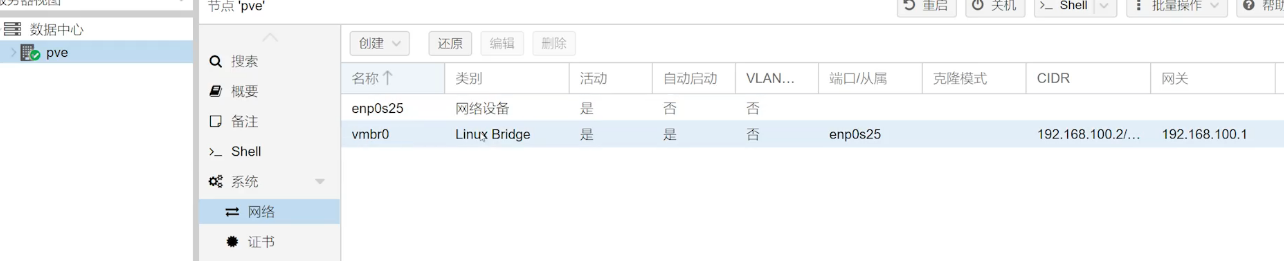 服务器视图
节点 'pve'
重启
关机
Shell
批量操作
帮助
数据中心
pve
搜索
概要
备注
Shell
系统
网络
证书
创建
还原
编辑
删除
名称 类别 活动 自动启动 VLAN... 端口/从属 克隆模式 CIDR 网关
enp0s25 网络设备 是 否 否
vmbr0 Linux Bridge 是 是 否 enp0s25 192.168.100.2/... 192.168.100.1